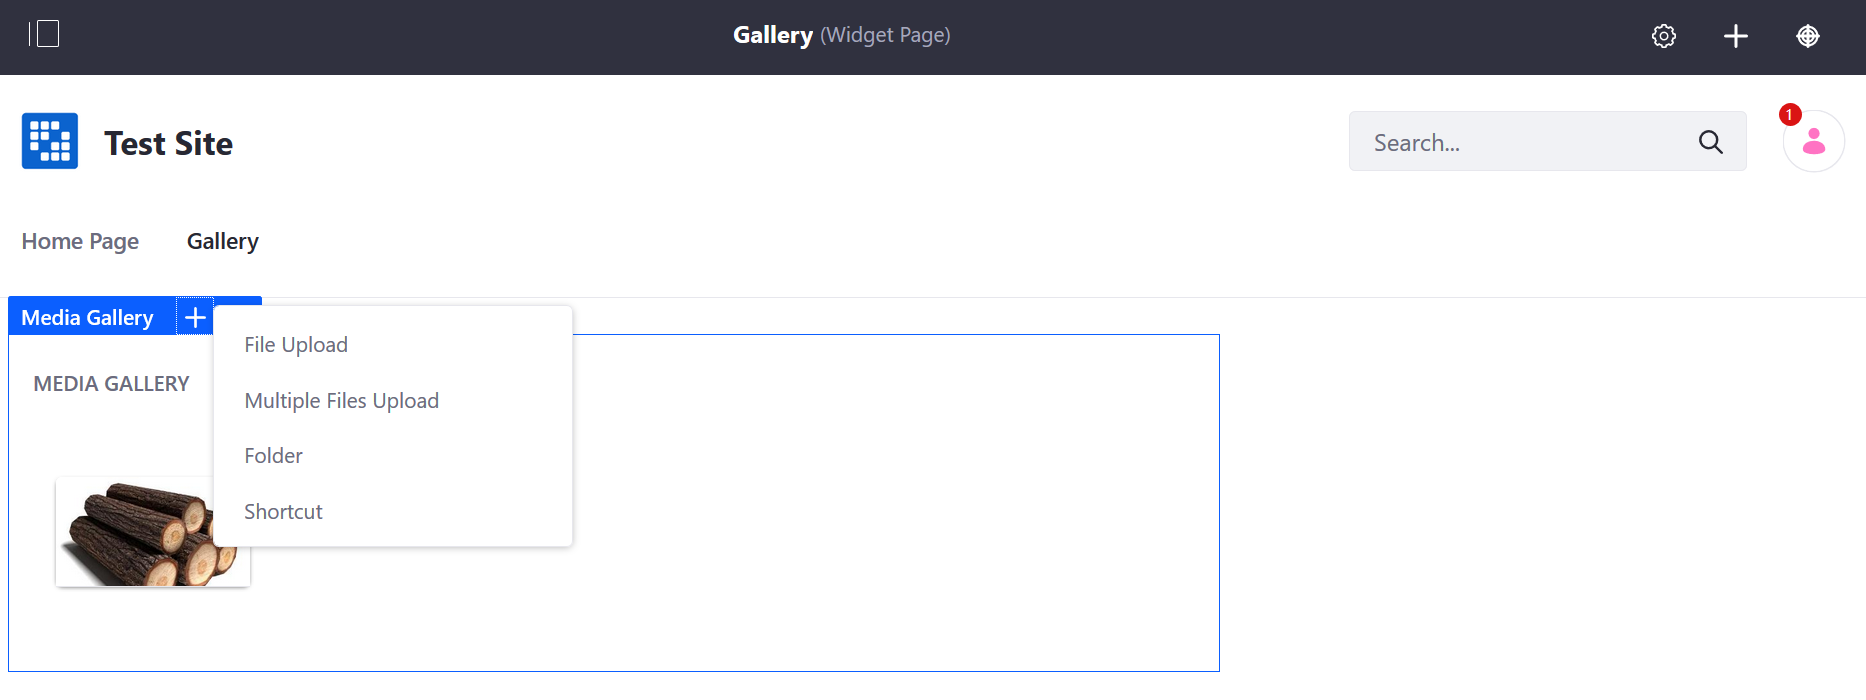 Gallery (Widget Page)
Test Site
Search...
1
Home Page
Gallery
Media Gallery
File Upload
MEDIA GALLERY
Multiple Files Upload
Folder
Shortcut